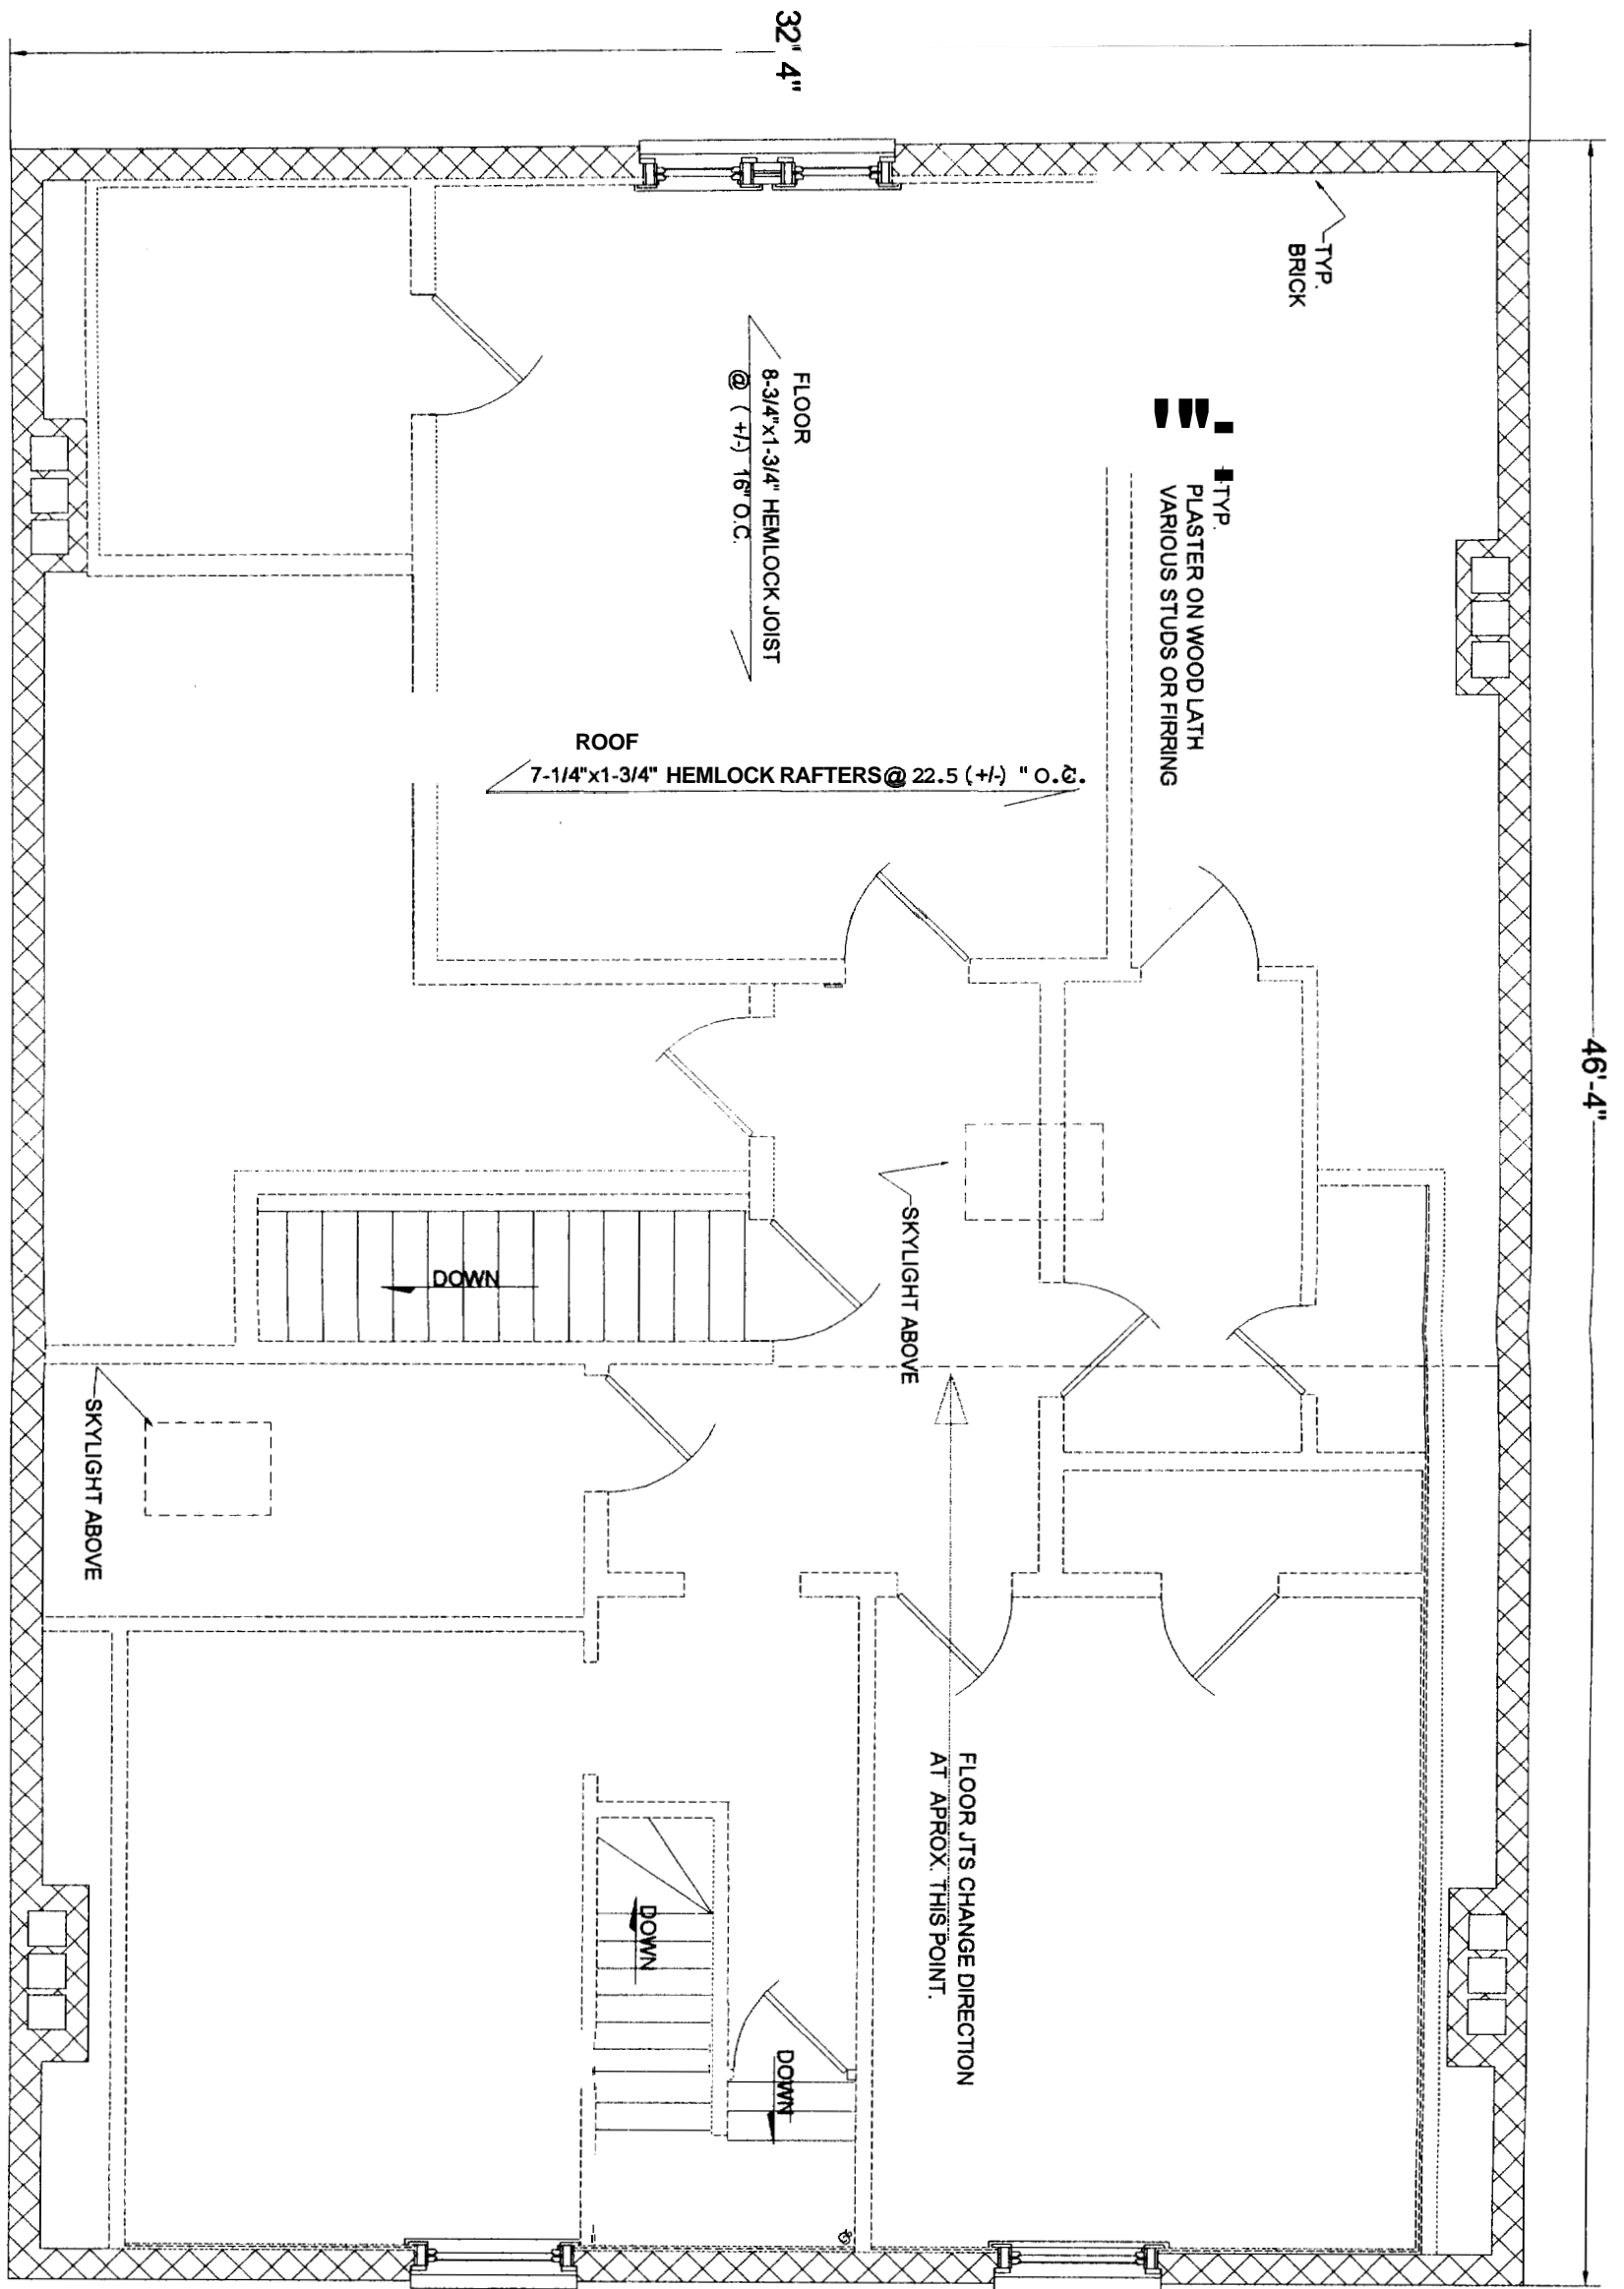 32' 4"
46'-4"
TYP.
BRICK
TYP.
PLASTER ON WOOD LATH
VARIOUS STUDS OR FIRRING
FLOOR
8-3/4"x1-3/4" HEMLOCK JOIST
@ (+/-) 16" O.C.
ROOF
7-1/4"x1-3/4" HEMLOCK RAFTERS @ 22.5 (+/-) " O.C.
SKYLIGHT ABOVE
DOWN
SKYLIGHT ABOVE
FLOOR JTS CHANGE DIRECTION
AT APROX. THIS POINT.
DOWN
DOWN